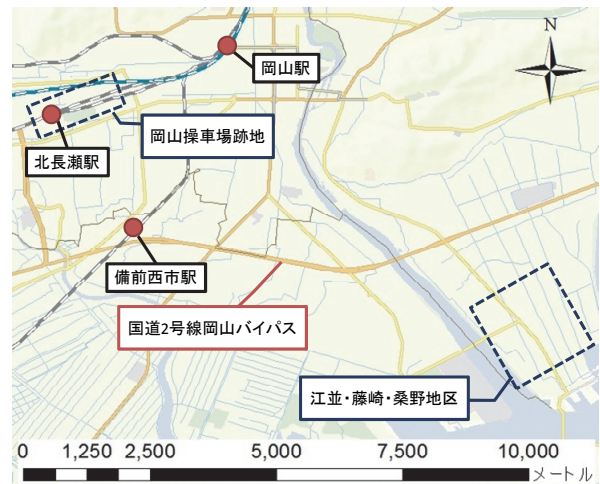 N
岡山駅
岡山操車場跡地
北長瀬駅
備前西市駅
国道2号線岡山バイパス
江並・藤崎・桑野地区
0 1,250 2,500 5,000 7,500 10,000
メートル